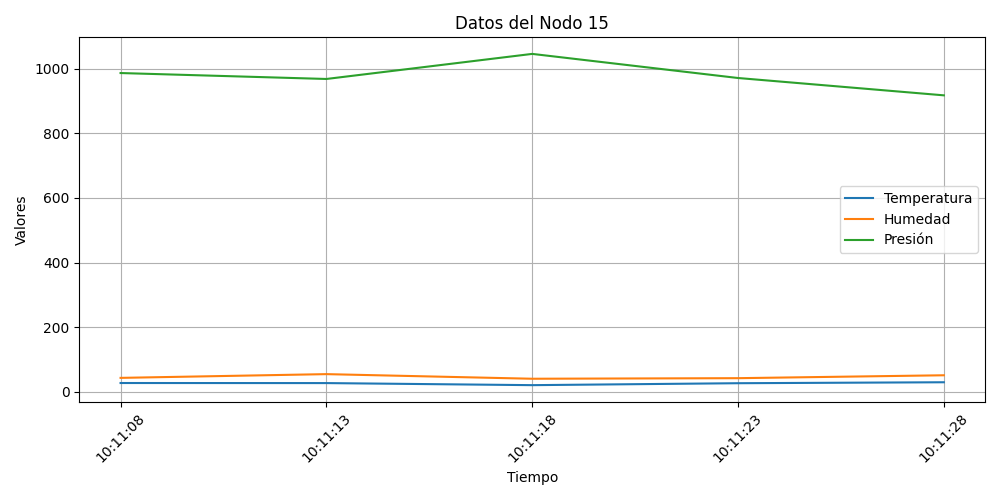 Datos del Nodo 15
Valores
1000
800
600
400
200
0
Temperatura
Humedad
Presión
10:11:08
10:11:13
10:11:18
10:11:23
10:11:28
Tiempo